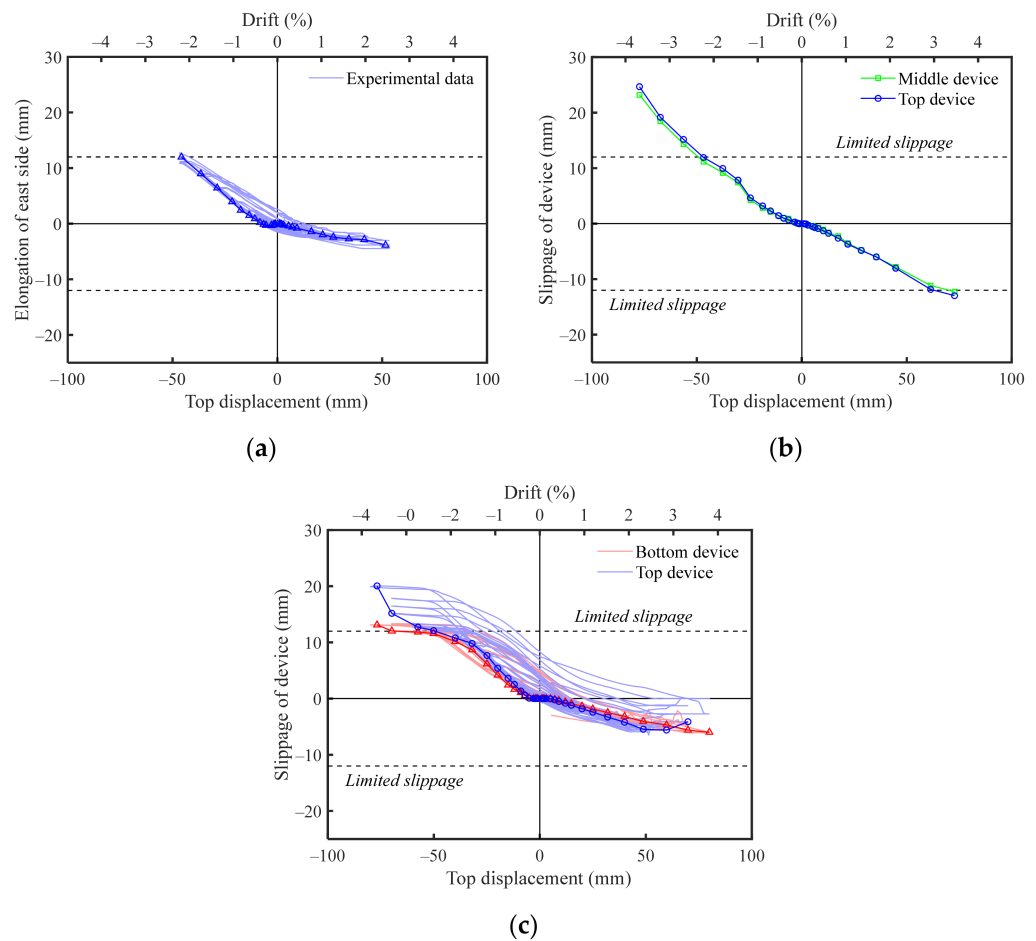 Drift (%)
–4 –3 –2 –1 0 1 2 3 4
30
20
10
0
–10
–20
Elongation of east side (mm)
Experimental data
–100 –50 0 50 100
Top displacement (mm)
(a)
Drift (%)
–4 –3 –2 –1 0 1 2 3 4
30
20
10
0
–10
–20
Slippage of device (mm)
Middle device
Top device
Limited slippage
Limited slippage
–100 –50 0 50 100
Top displacement (mm)
(b)
Drift (%)
–4 –3 –2 –1 0 1 2 3 4
30
20
10
0
–10
–20
Slippage of device (mm)
Bottom device
Top device
Limited slippage
Limited slippage
–100 –50 0 50 100
Top displacement (mm)
(c)